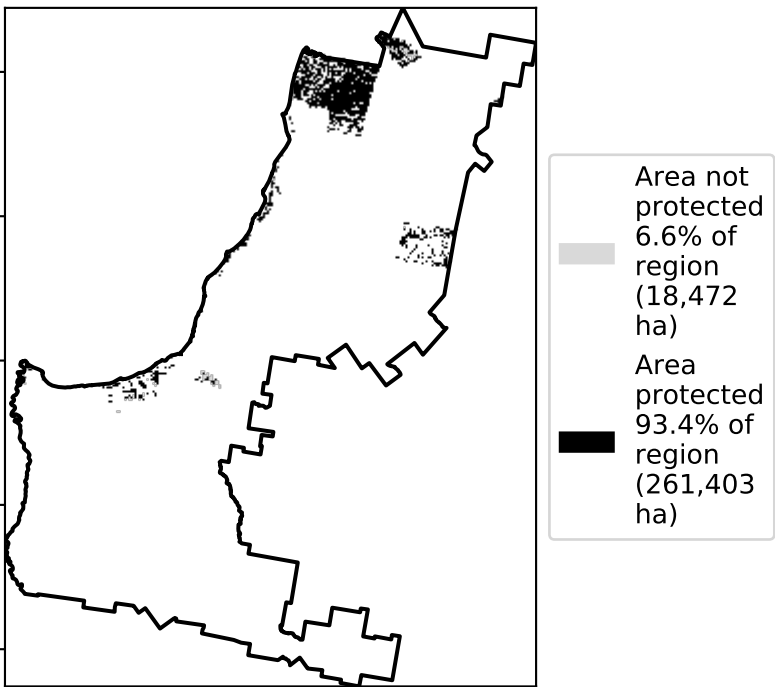 Area not
protected
6.6% of
region
(18,472
ha)
Area
protected
93.4% of
region
(261,403
ha)